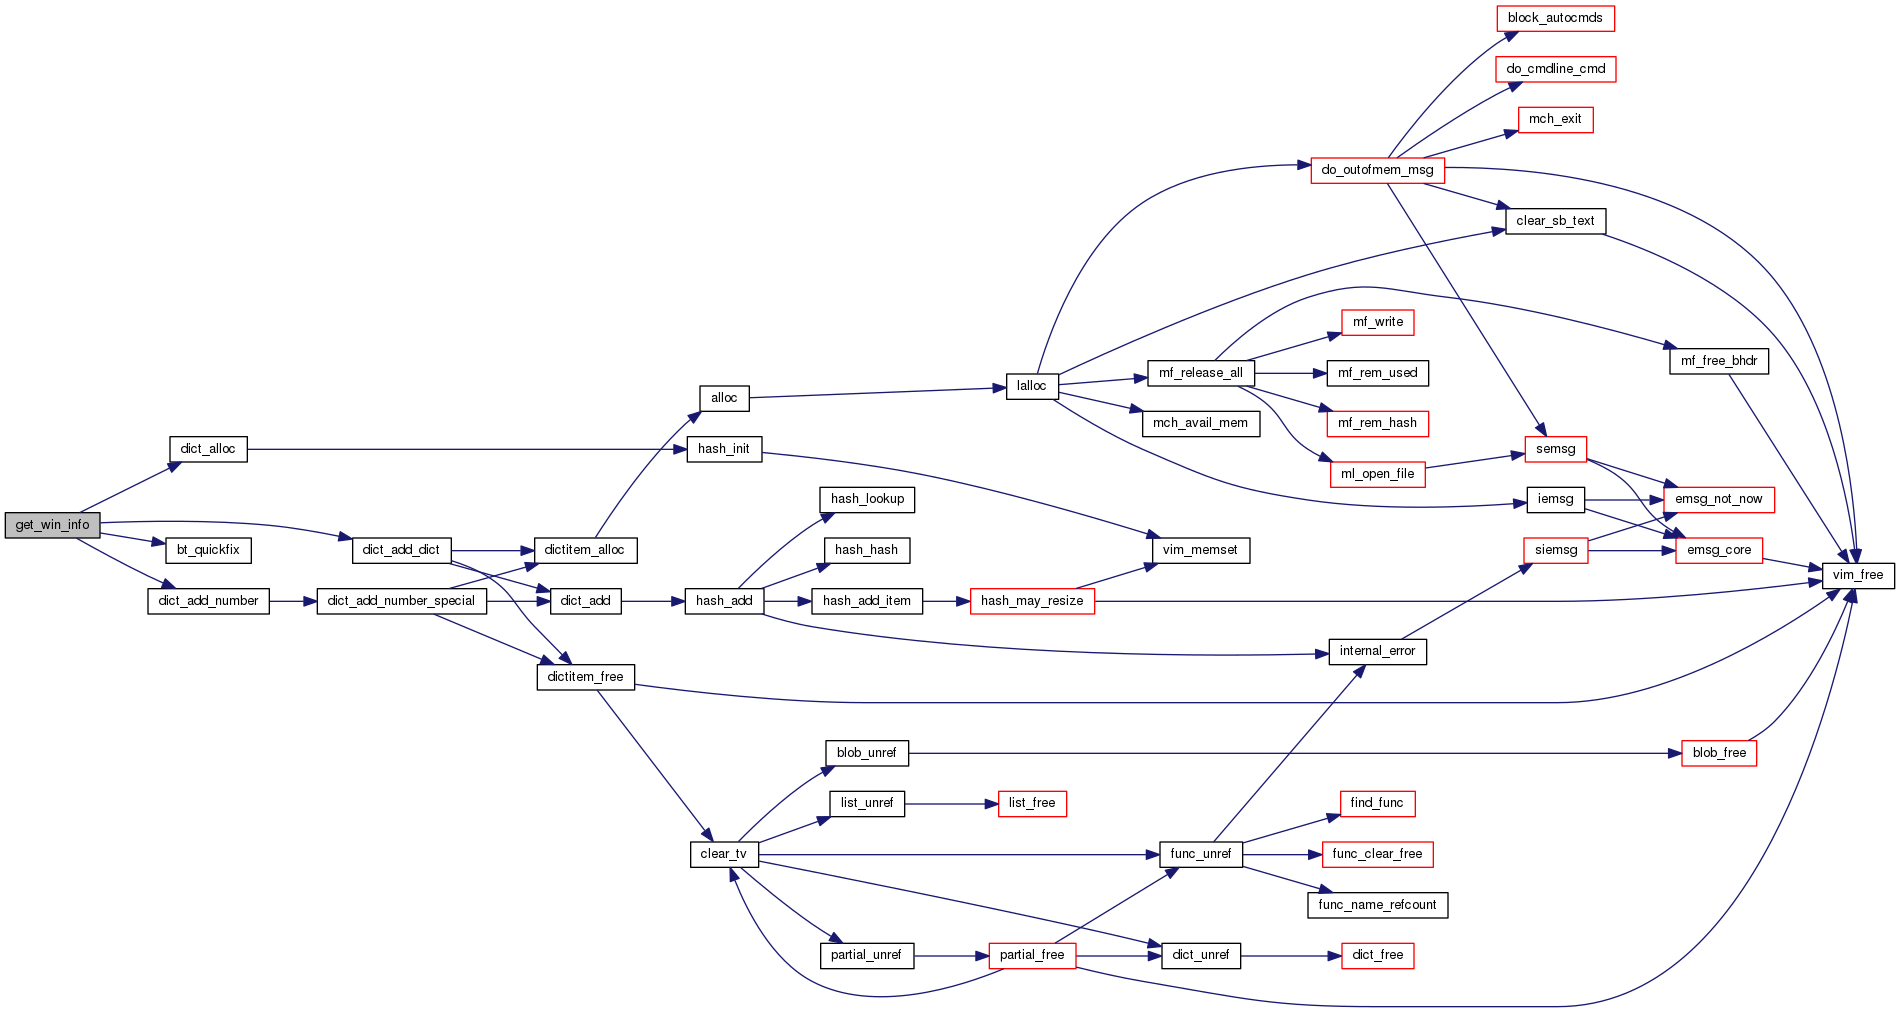 block_autocmds
do_cmdline_cmd
mch_exit
do_outofmem_msg
clear_sb_text
mf_write
mf_free_bhdr
mf_release_all
mf_rem_used
lalloc
alloc
mch_avail_mem
mf_rem_hash
dict_alloc
hash_init
semsg
ml_open_file
hash_lookup
iemsg
emsg_not_now
get_win_info
bt_quickfix
dict_add_dict
dictitem_alloc
hash_hash
vim_memset
siemsg
emsg_core
vim_free
dict_add_number
dict_add_number_special
dict_add
hash_add
hash_add_item
hash_may_resize
internal_error
dictitem_free
blob_unref
blob_free
list_unref
list_free
find_func
clear_tv
func_unref
func_clear_free
func_name_refcount
partial_unref
partial_free
dict_unref
dict_free